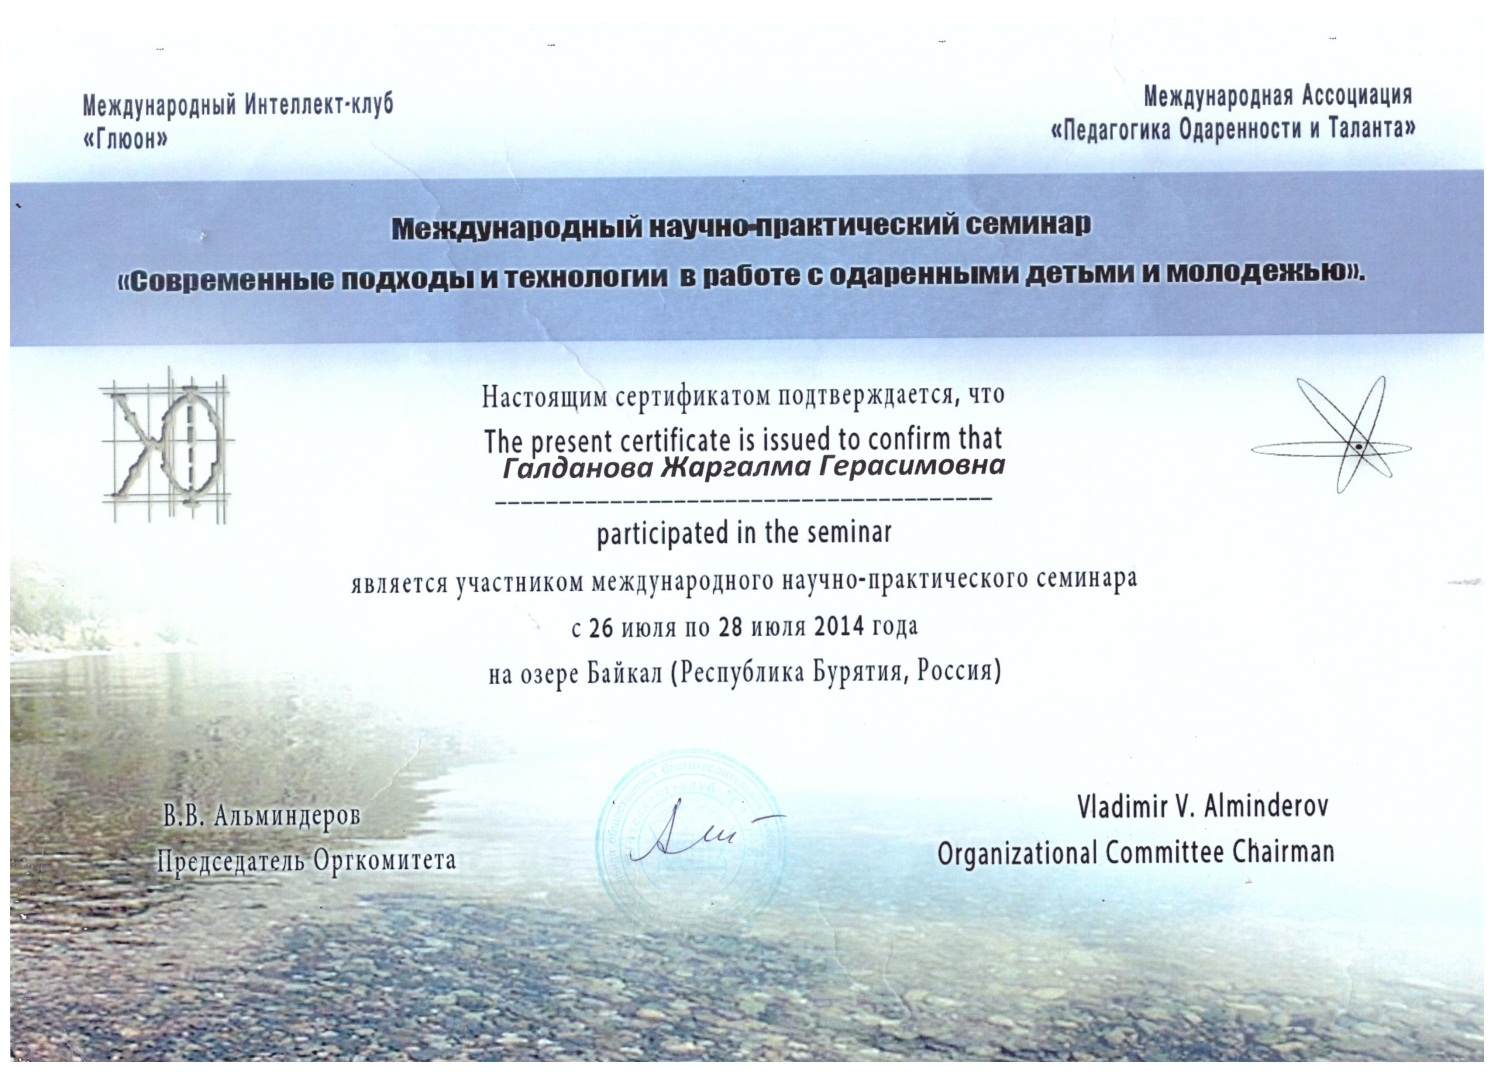 Международный Интеллект-клуб
«Глюон»
Международная Ассоциация
«Педагогика Одаренности и Таланта»
Международный научно-практический семинар
«Современные подходы и технологии в работе с одаренными детьми и молодежью».
Настоящим сертификатом подтверждается, что
The present certificate is issued to confirm that
Галданова Жаргалма Герасимовна
participated in the seminar
является участником международного научно-практического семинара
с 26 июля по 28 июля 2014 года
на озере Байкал (Республика Бурятия, Россия)
В.В. Альминдеров
Председатель Оргкомитета
Vladimir V. Alminderov
Organizational Committee Chairman